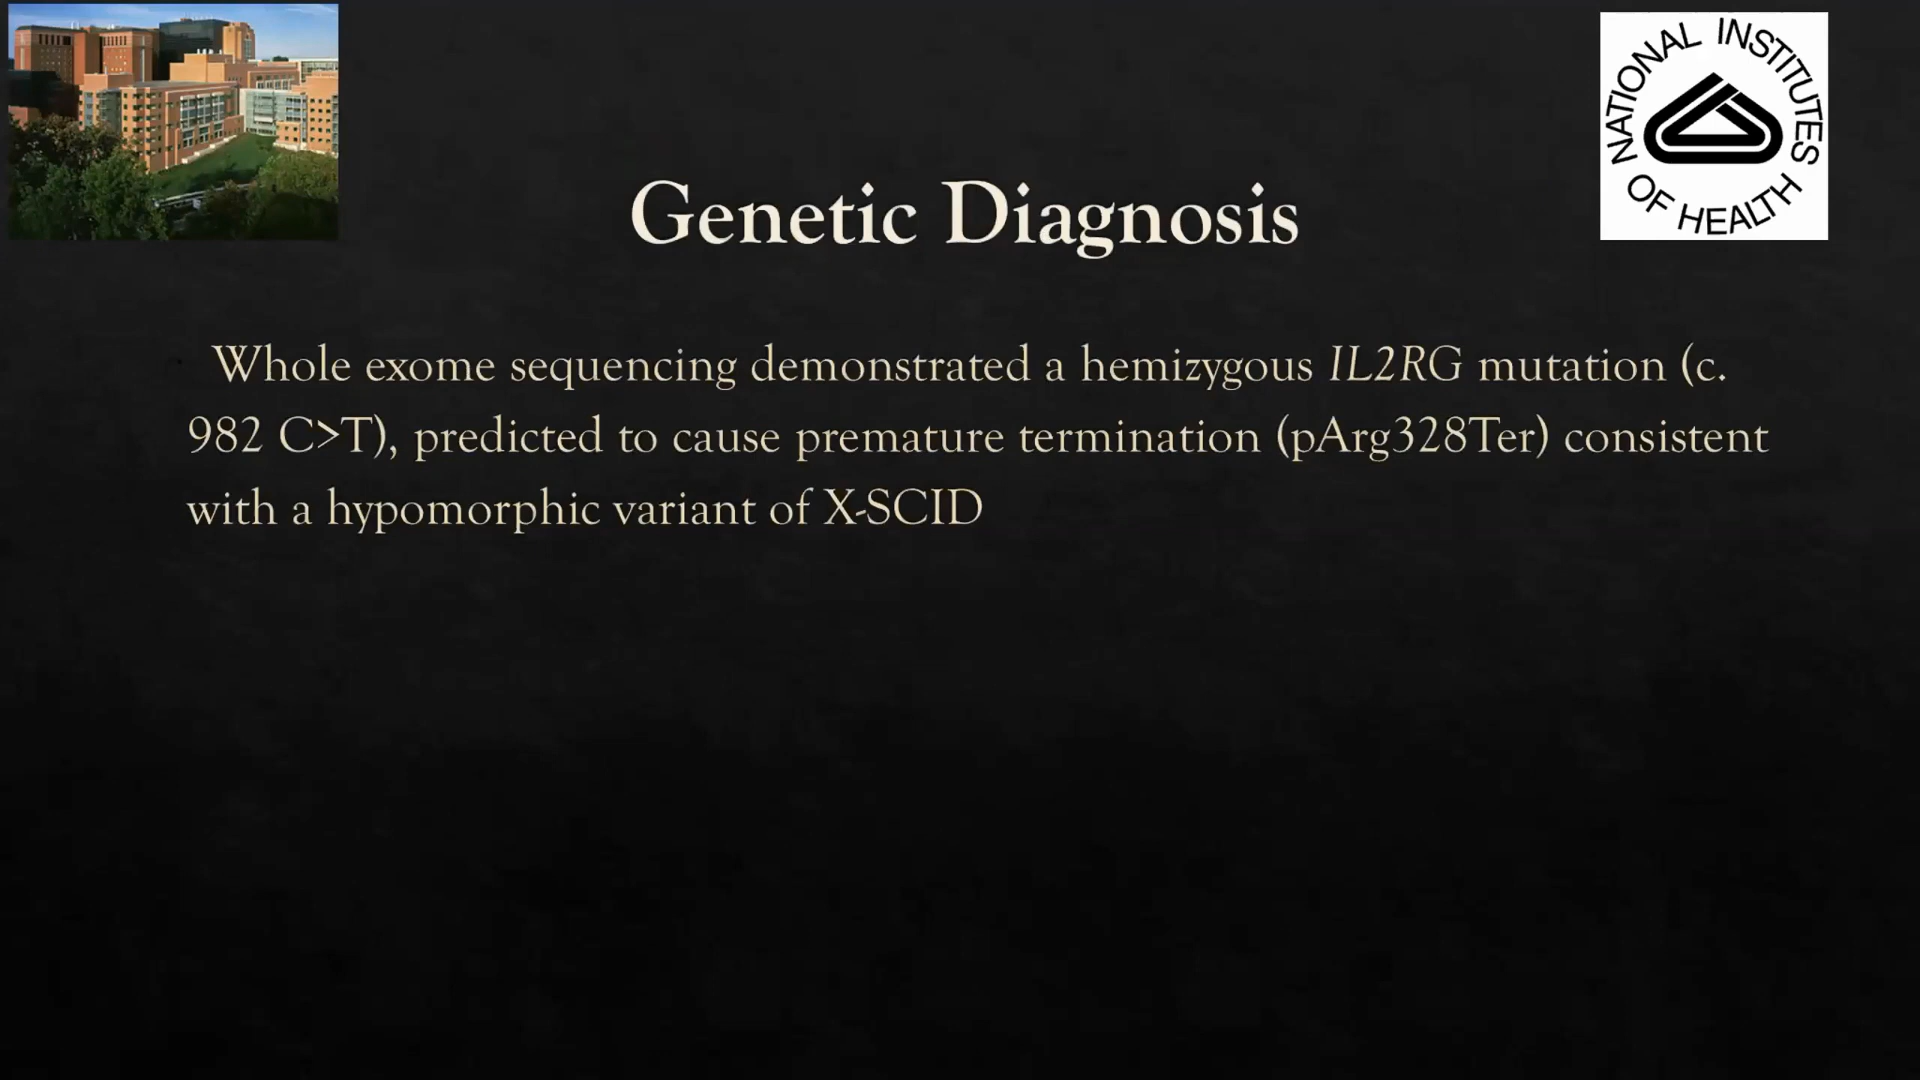 NATIONAL INSTITUTES
OF HEALTH
Genetic Diagnosis
Whole exome sequencing demonstrated a hemizygous IL2RG mutation (c.
982 C>T), predicted to cause premature termination (pArg328Ter) consistent
with a hypomorphic variant of X-SCID